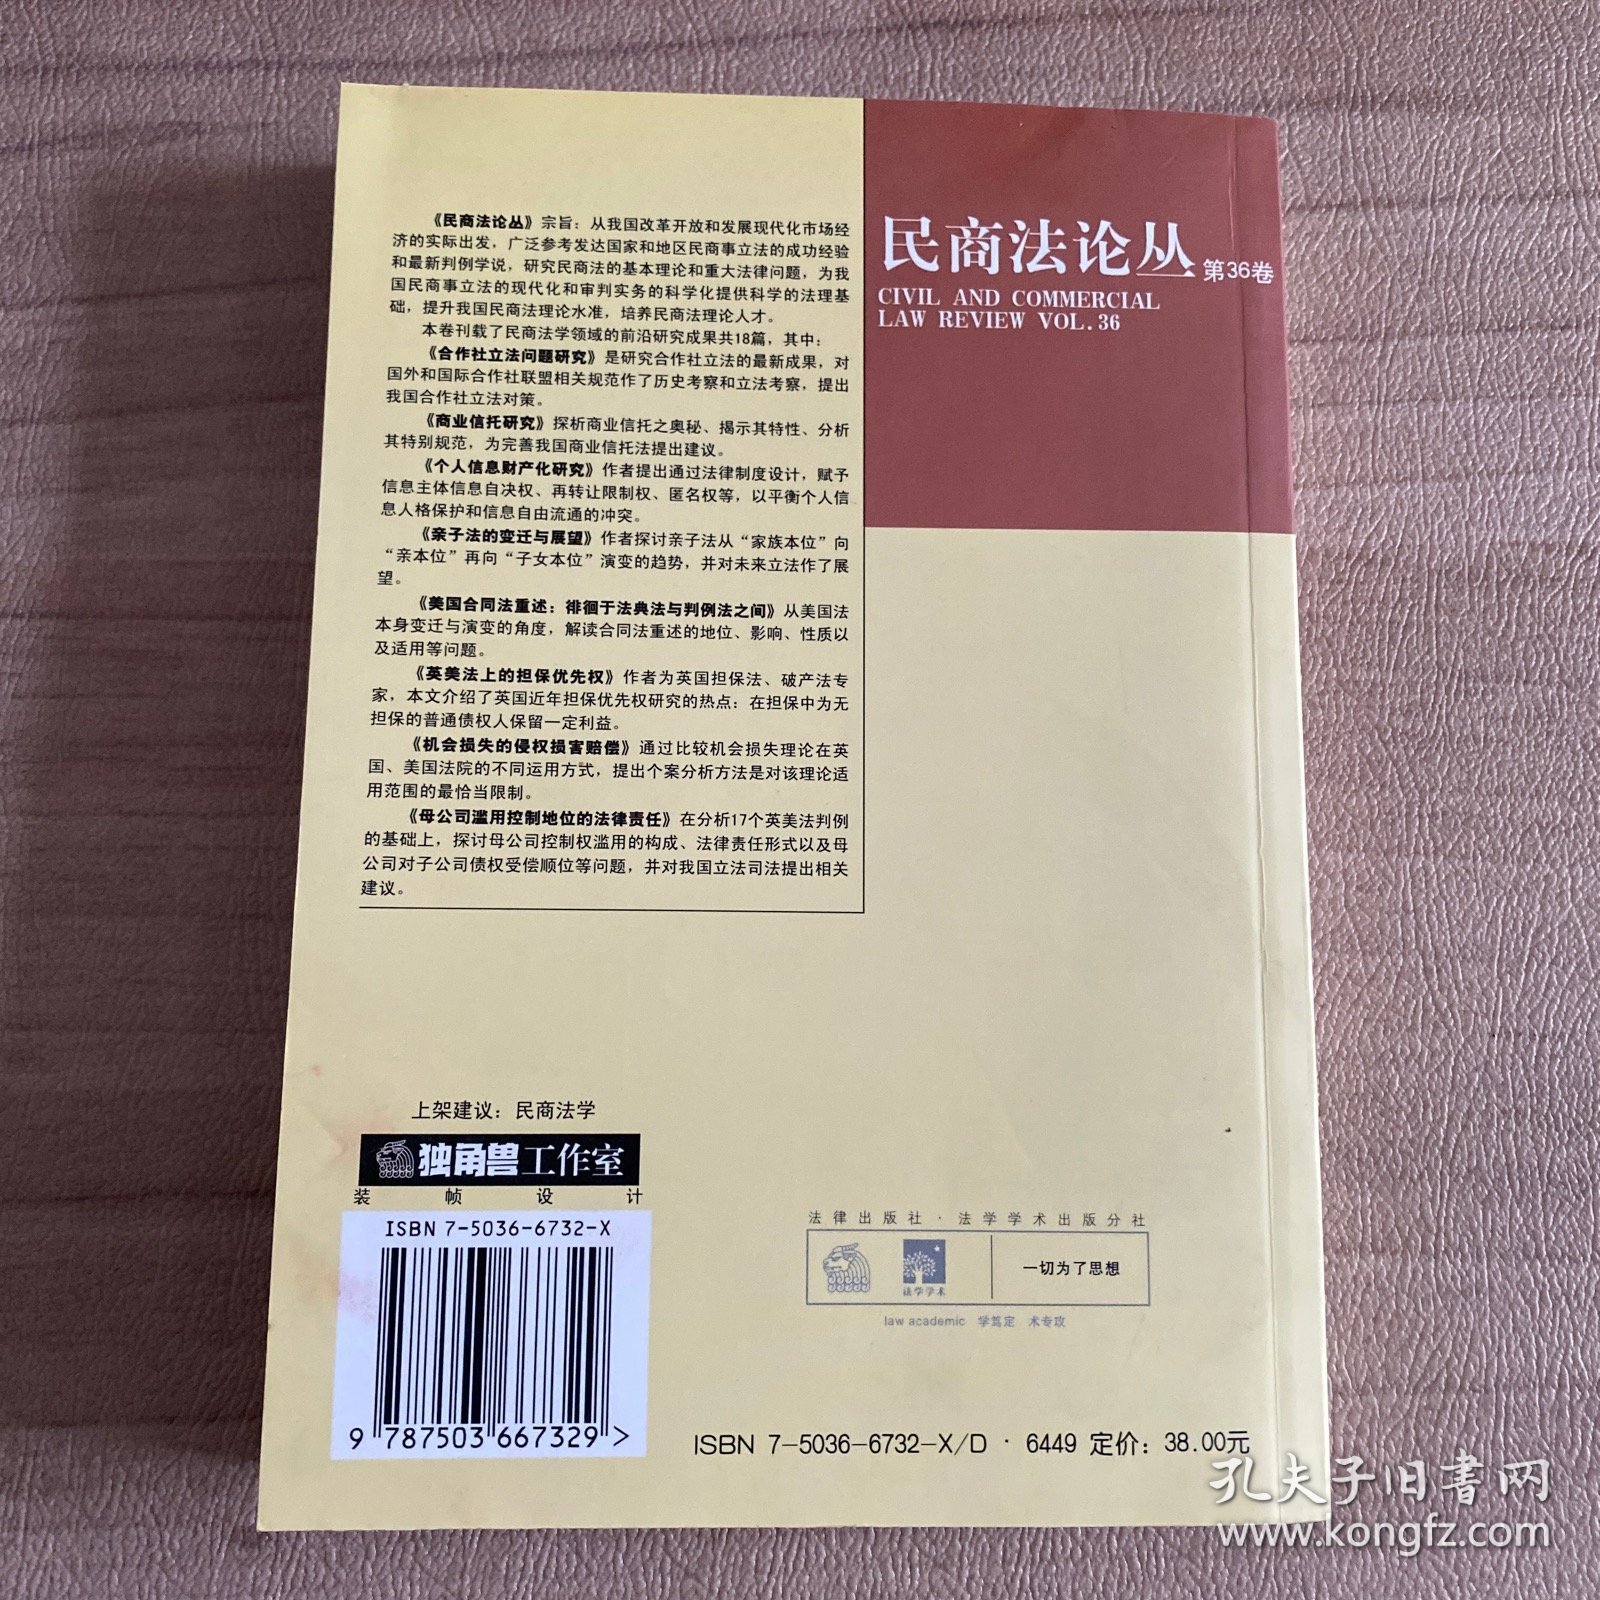 《民商法论丛》宗旨：从我国改革开放和发展现代化市场经
济的实际出发，广泛参考发达国家和地区民商事立法的成功经验
和最新判例学说，研究民商法的基本理论和重大法律问题，为我
国民商事立法的现代化和审判实务的科学化提供科学的法理基
础，提升我国民商法理论水准，培养民商法理论人才。
本卷刊载了民商法学领域的前沿研究成果共18篇，其中：
《合作社立法问题研究》是研究合作社立法的最新成果，对
国外和国际合作社联盟相关规范作了历史考察和立法考察，提出
我国合作社立法对策。
《商业信托研究》探析商业信托之奥秘、揭示其特性、分析
其特别规范，为完善我国商业信托法提出建议。
《个人信息财产化研究》作者提出通过法律制度设计，赋予
信息主体信息自决权、再转让限制权、匿名权等，以平衡个人信
息人格保护和信息自由流通的冲突。
《亲子法的变迁与展望》作者探讨亲子法从“家族本位”向
“亲本位”再向“子女本位”演变的趋势，并对未来立法作了展
望。
《美国合同法重述：徘徊于法典法与判例法之间》从美国法
本身变迁与演变的角度，解读合同法重述的地位、影响、性质以
及适用等问题。
《英美法上的担保优先权》作者为英国担保法、破产法专
家，本文介绍了英国近年担保优先权研究的热点：在担保中为无
担保的普通债权人保留一定利益。
《机会损失的侵权损害赔偿》通过比较机会损失理论在英
国、美国法院的不同运用方式，提出个案分析方法是对该理论适
用范围的最恰当限制。
《母公司滥用控制地位的法律责任》在分析17个英美法判例
的基础上，探讨母公司控制权滥用的构成、法律责任形式以及母
公司对子公司债权受偿顺位等问题，并对我国立法司法提出相关
建议。
民商法论丛 第36卷
CIVIL AND COMMERCIAL
LAW REVIEW VOL.36
上架建议：民商法学
独角兽工作室
装帧设计
ISBN 7-5036-6732-X
9 787503 667329 >
法律出版社·法学学术出版分社
法学学术
一切为了思想
law academic 学笃定 术专攻
ISBN 7-5036-6732-X/D·6449 定价：38.00元
孔夫子旧书网
www.kongfz.com